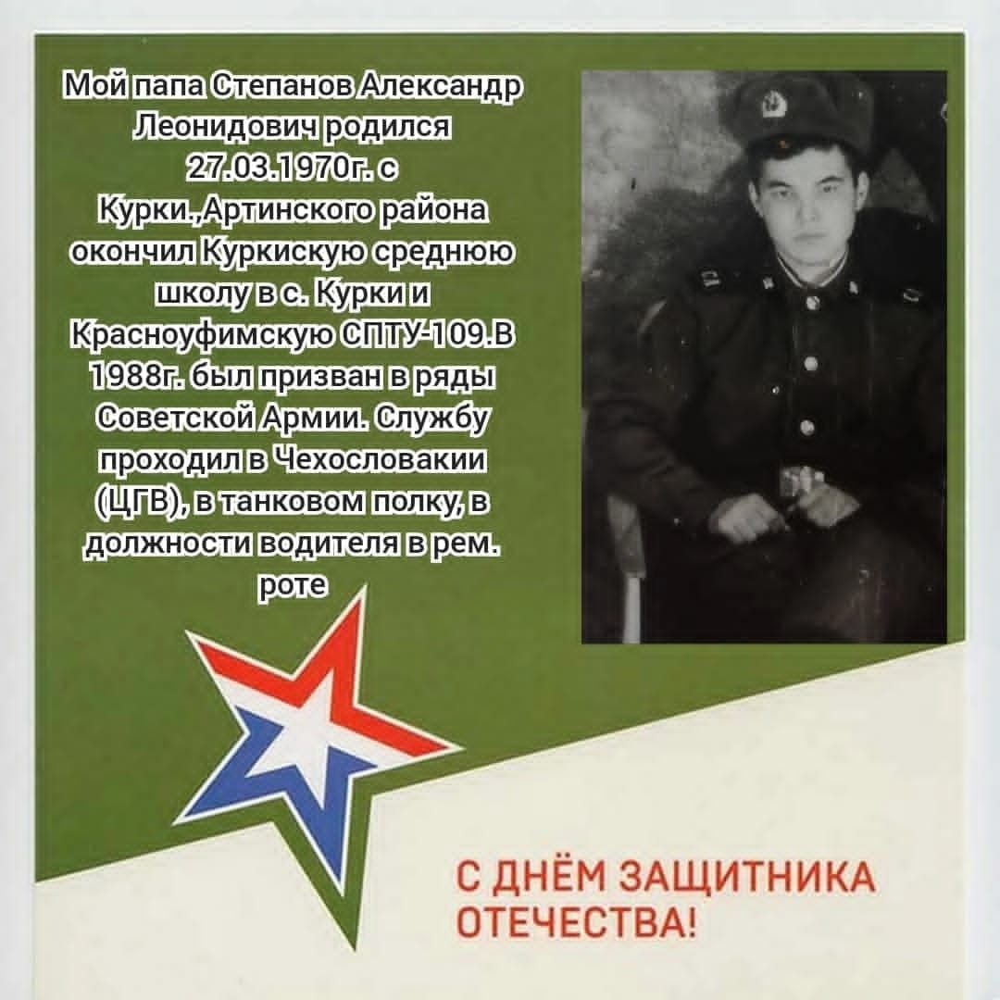 Мой папа Степанов Александр
Леонидович родился
27.03.1970г. с
Курки.,Артинского района
окончил Куркискую среднюю
школу в с. Курки и
Красноуфимскую СПТУ-109.В
1988г. был призван в ряды
Советской Армии. Службу
проходил в Чехословакии
(ЦГВ), в танковом полку, в
должности водителя в рем.
роте
С ДНЁМ ЗАЩИТНИКА
ОТЕЧЕСТВА!